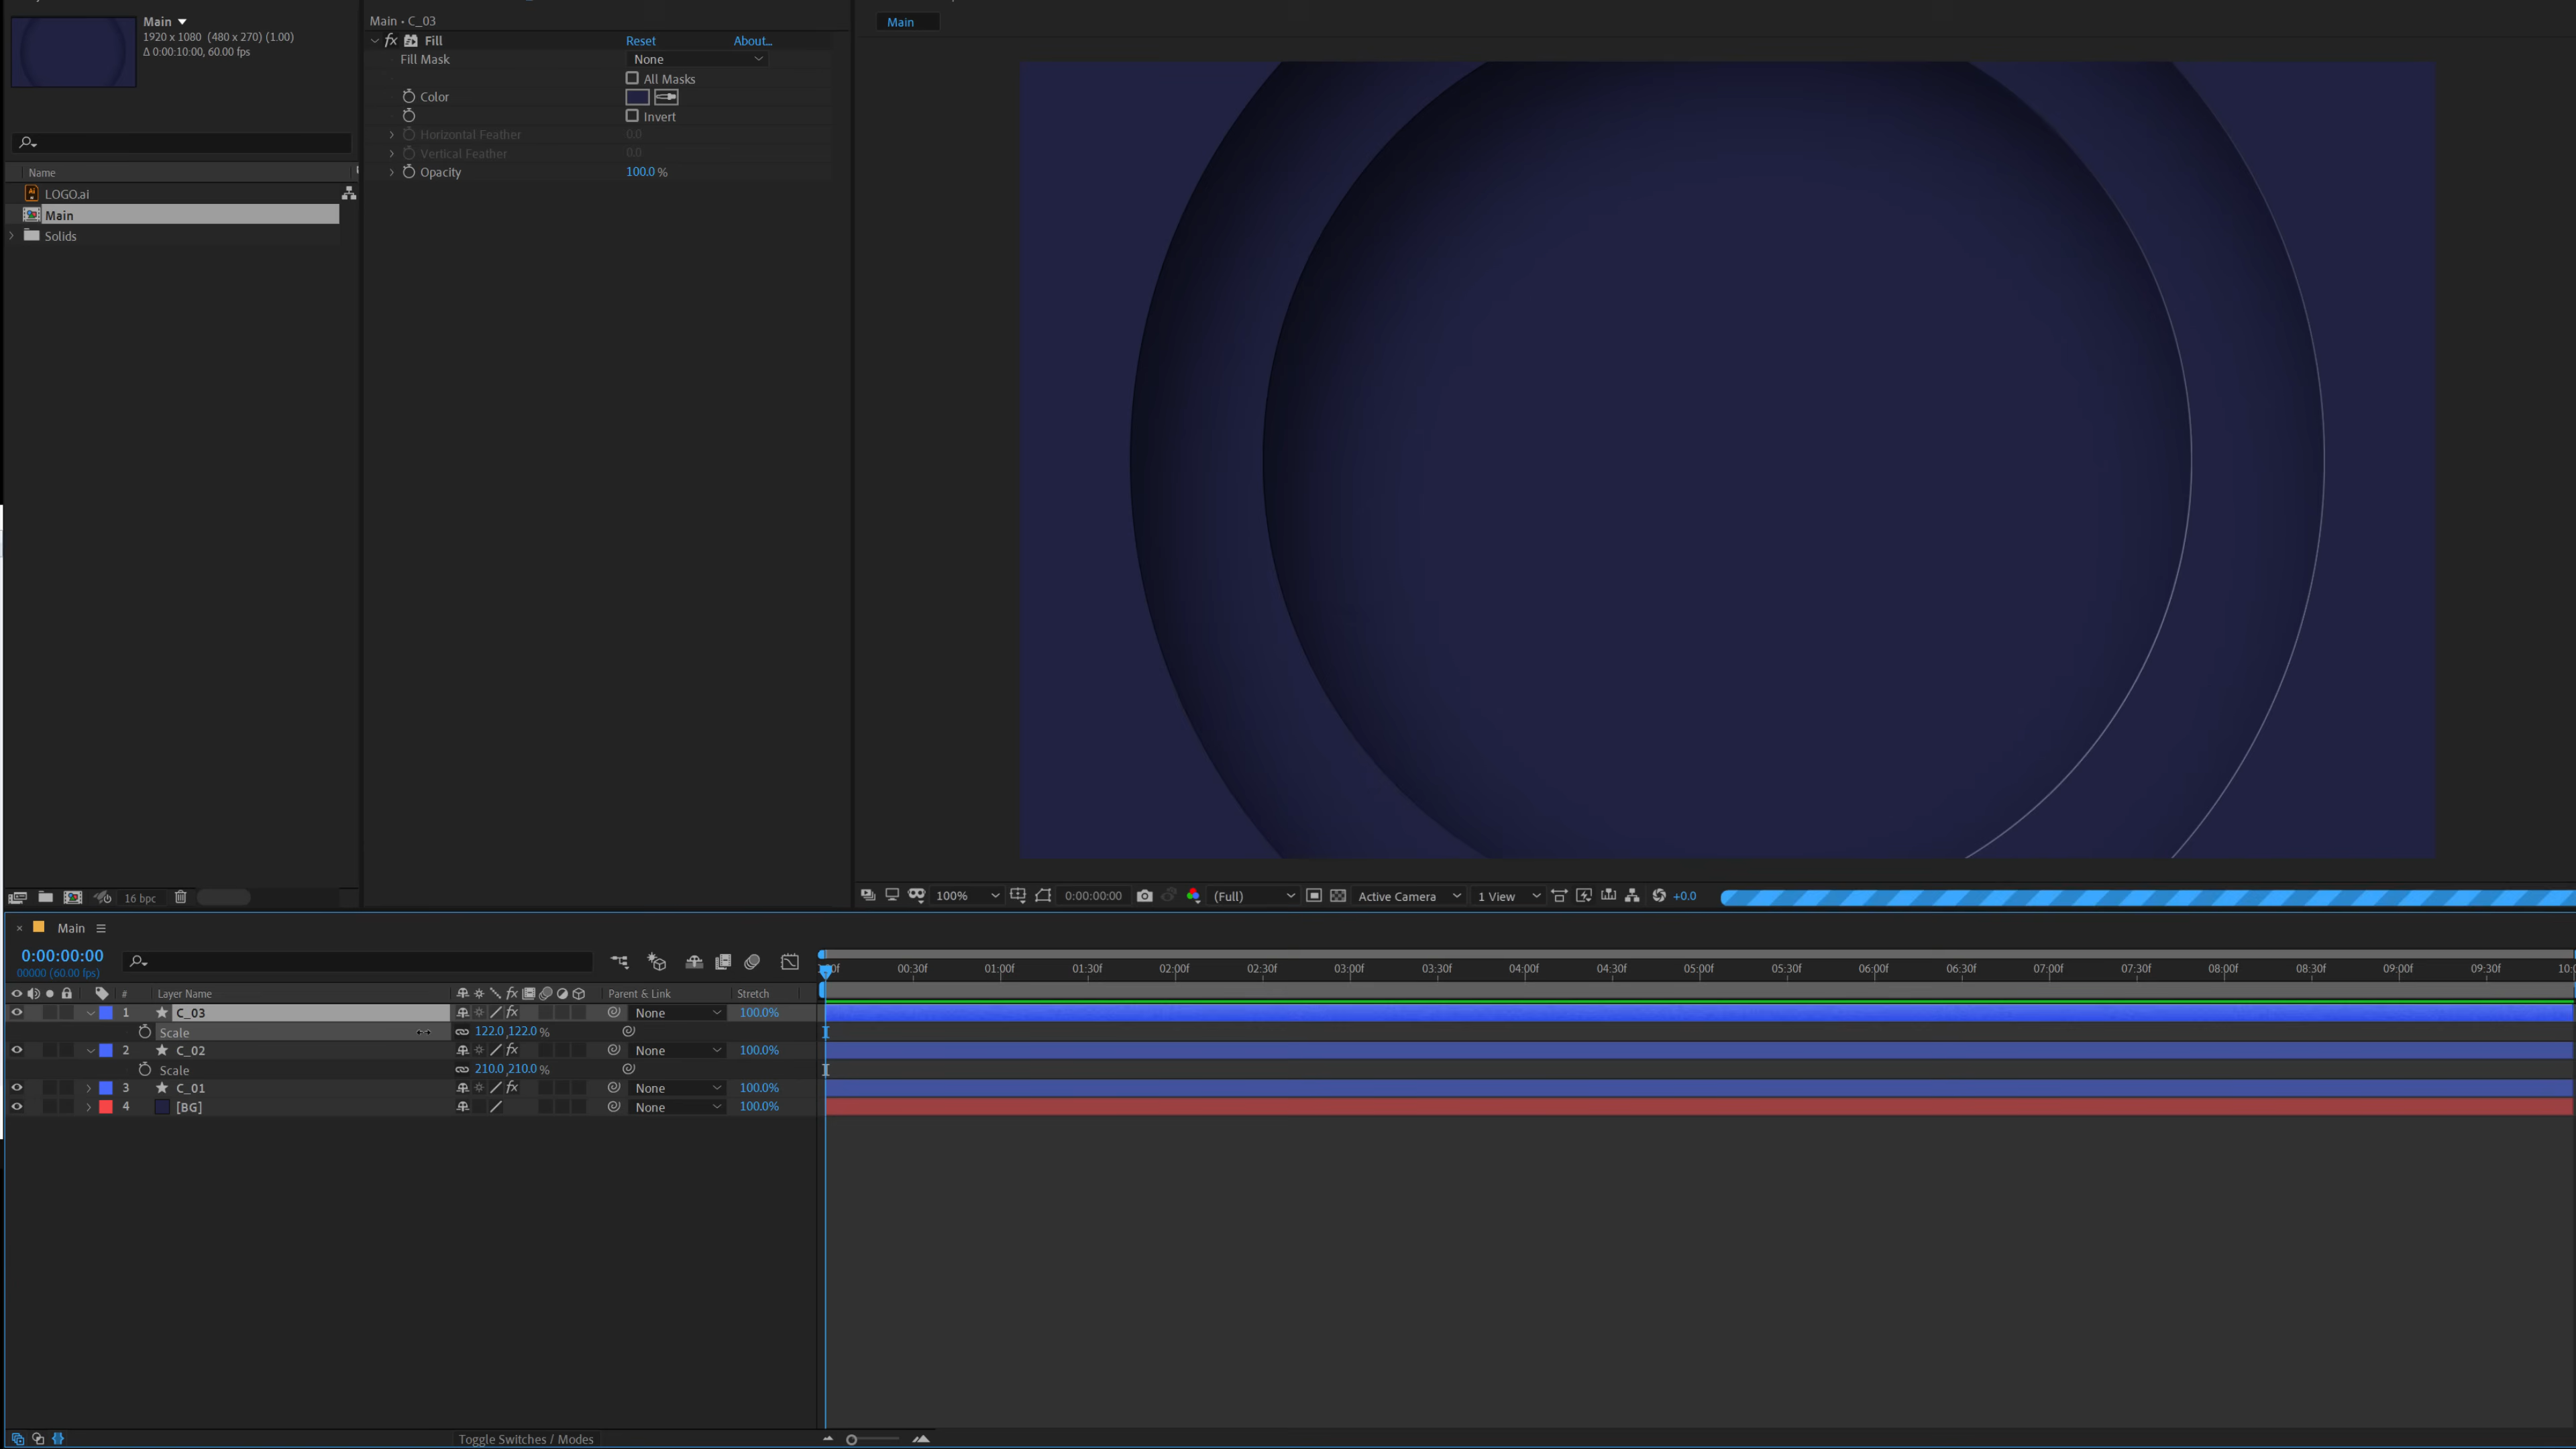 Main
1920 x 1080 (480 x 270) (1.00)
Δ 0:00:10:00, 60.00 fps
Name
LOGO.ai
Main
Solids
16 bpc
Main • C_03
fx Fill Reset About...
Fill Mask None
All Masks
Color
Invert
Horizontal Feather 0.0
Vertical Feather 0.0
Opacity 100.0 %
Main
100% 0:00:00:00 (Full) Active Camera 1 View +0.0
Main
0:00:00:00
00000 (60.00 fps)
00:30f 01:00f 01:30f 02:00f 02:30f 03:00f 03:30f 04:00f 04:30f 05:00f 05:30f 06:00f 06:30f 07:00f 07:30f 08:00f 08:30f 09:00f 09:30f
# Layer Name fx Parent & Link Stretch
1 C_03 fx None 100.0%
Scale 122.0,122.0 %
2 C_02 fx None 100.0%
Scale 210.0,210.0 %
3 C_01 fx None 100.0%
4 [BG] None 100.0%
Toggle Switches / Modes